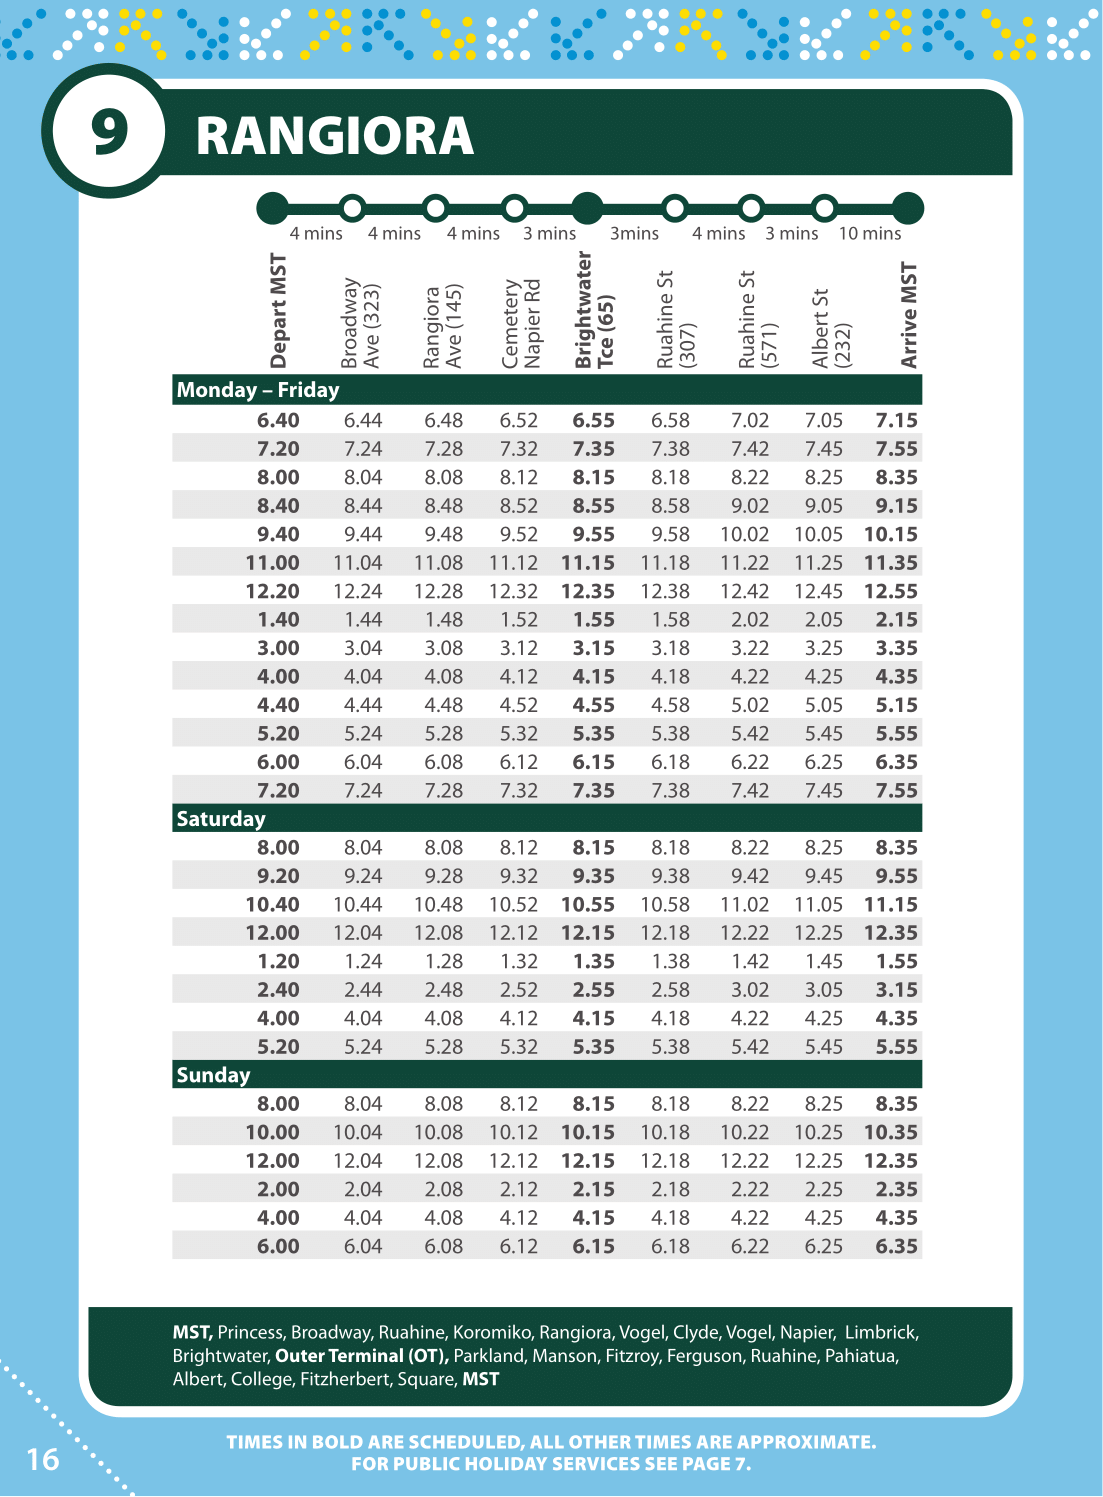 9 RANGIORA
4 mins 4 mins 4 mins 3 mins 3mins 4 mins 3 mins 10 mins
Depart MST
Broadway
Ave (323)
Rangiora
Ave (145)
Cemetery
Napier Rd
Brightwater
Tce (65)
Ruahine St
(307)
Ruahine St
(571)
Albert St
(232)
Arrive MST
Monday – Friday
6.40 6.44 6.48 6.52 6.55 6.58 7.02 7.05 7.15
7.20 7.24 7.28 7.32 7.35 7.38 7.42 7.45 7.55
8.00 8.04 8.08 8.12 8.15 8.18 8.22 8.25 8.35
8.40 8.44 8.48 8.52 8.55 8.58 9.02 9.05 9.15
9.40 9.44 9.48 9.52 9.55 9.58 10.02 10.05 10.15
11.00 11.04 11.08 11.12 11.15 11.18 11.22 11.25 11.35
12.20 12.24 12.28 12.32 12.35 12.38 12.42 12.45 12.55
1.40 1.44 1.48 1.52 1.55 1.58 2.02 2.05 2.15
3.00 3.04 3.08 3.12 3.15 3.18 3.22 3.25 3.35
4.00 4.04 4.08 4.12 4.15 4.18 4.22 4.25 4.35
4.40 4.44 4.48 4.52 4.55 4.58 5.02 5.05 5.15
5.20 5.24 5.28 5.32 5.35 5.38 5.42 5.45 5.55
6.00 6.04 6.08 6.12 6.15 6.18 6.22 6.25 6.35
7.20 7.24 7.28 7.32 7.35 7.38 7.42 7.45 7.55
Saturday
8.00 8.04 8.08 8.12 8.15 8.18 8.22 8.25 8.35
9.20 9.24 9.28 9.32 9.35 9.38 9.42 9.45 9.55
10.40 10.44 10.48 10.52 10.55 10.58 11.02 11.05 11.15
12.00 12.04 12.08 12.12 12.15 12.18 12.22 12.25 12.35
1.20 1.24 1.28 1.32 1.35 1.38 1.42 1.45 1.55
2.40 2.44 2.48 2.52 2.55 2.58 3.02 3.05 3.15
4.00 4.04 4.08 4.12 4.15 4.18 4.22 4.25 4.35
5.20 5.24 5.28 5.32 5.35 5.38 5.42 5.45 5.55
Sunday
8.00 8.04 8.08 8.12 8.15 8.18 8.22 8.25 8.35
10.00 10.04 10.08 10.12 10.15 10.18 10.22 10.25 10.35
12.00 12.04 12.08 12.12 12.15 12.18 12.22 12.25 12.35
2.00 2.04 2.08 2.12 2.15 2.18 2.22 2.25 2.35
4.00 4.04 4.08 4.12 4.15 4.18 4.22 4.25 4.35
6.00 6.04 6.08 6.12 6.15 6.18 6.22 6.25 6.35
MST, Princess, Broadway, Ruahine, Koromiko, Rangiora, Vogel, Clyde, Vogel, Napier, Limbrick,
Brightwater, Outer Terminal (OT), Parkland, Manson, Fitzroy, Ferguson, Ruahine, Pahiatua,
Albert, College, Fitzherbert, Square, MST
TIMES IN BOLD ARE SCHEDULED, ALL OTHER TIMES ARE APPROXIMATE.
FOR PUBLIC HOLIDAY SERVICES SEE PAGE 7.
16